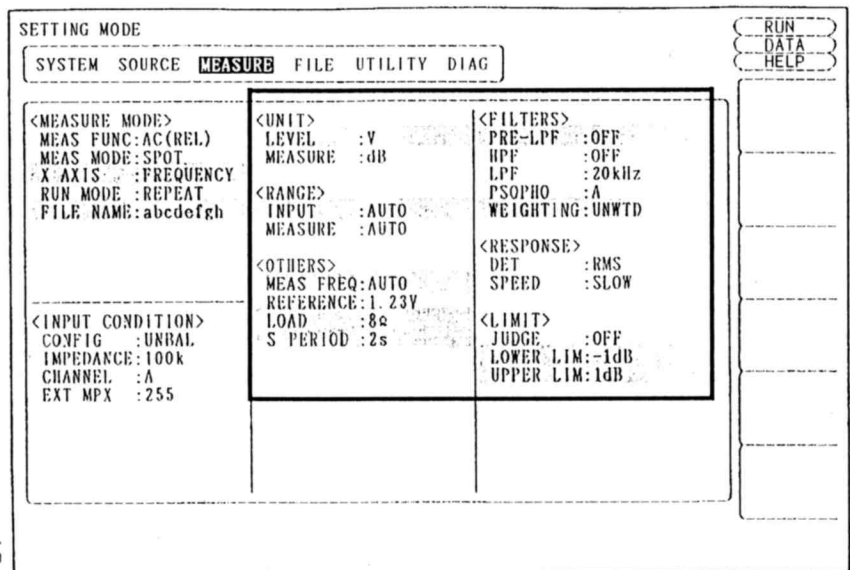 SETTING MODE
SYSTEM SOURCE MEASURE FILE UTILITY DIAG
RUN
DATA
HELP
<MEASURE MODE>
MEAS FUNC:AC(REL)
MEAS MODE:SPOT
X AXIS :FREQUENCY
RUN MODE :REPEAT
FILE NAME:abcdefgh
<INPUT CONDITION>
CONFIG :UNBAL
IMPEDANCE:100k
CHANNEL :A
EXT MPX :255
<UNIT>
LEVEL :V
MEASURE :dB
<RANGE>
INPUT :AUTO
MEASURE :AUTO
<OTHERS>
MEAS FREQ:AUTO
REFERENCE:1.23V
LOAD :8Ω
S PERIOD :2s
<FILTERS>
PRE-LPF :OFF
HPF :OFF
LPF :20kHz
PSOPHO :A
WEIGHTING:UNWTD
<RESPONSE>
DET :RMS
SPEED :SLOW
<LIMIT>
JUDGE :OFF
LOWER LIM:-1dB
UPPER LIM:1dB